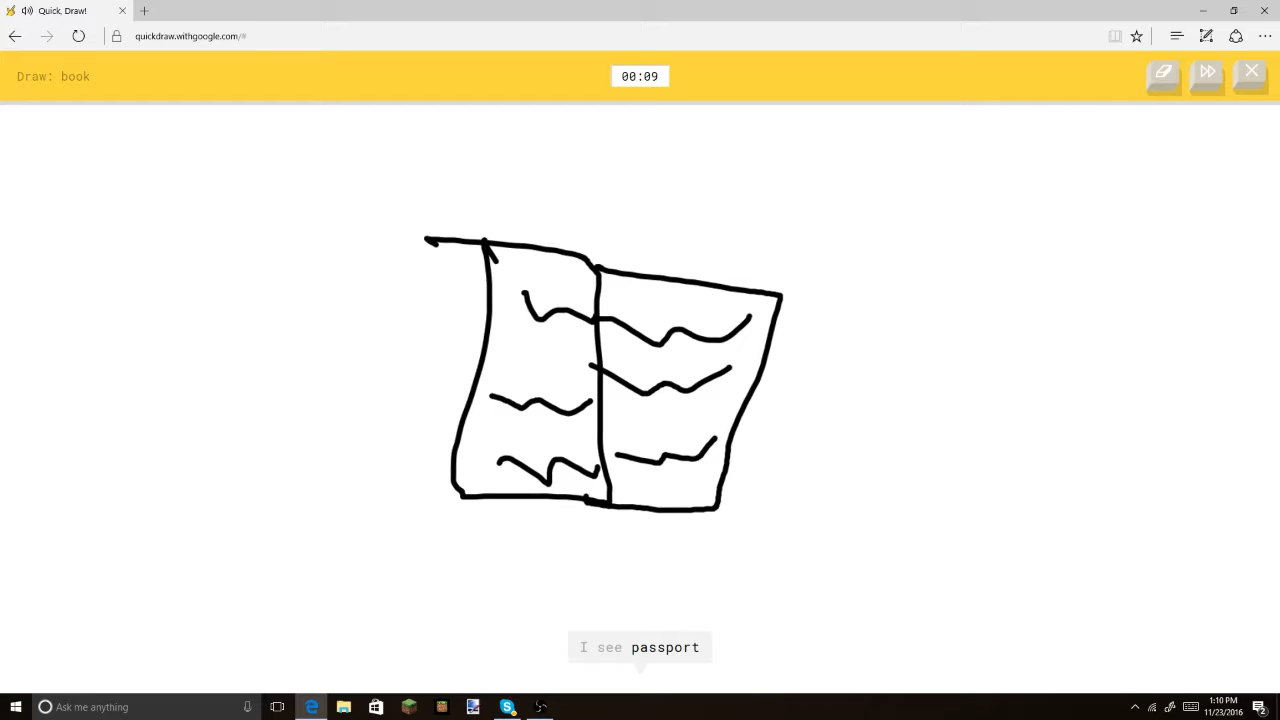 Quick, Draw!
quickdraw.withgoogle.com/#
Draw: book
00:09
I see passport
Ask me anything
1:10 PM
11/23/2016